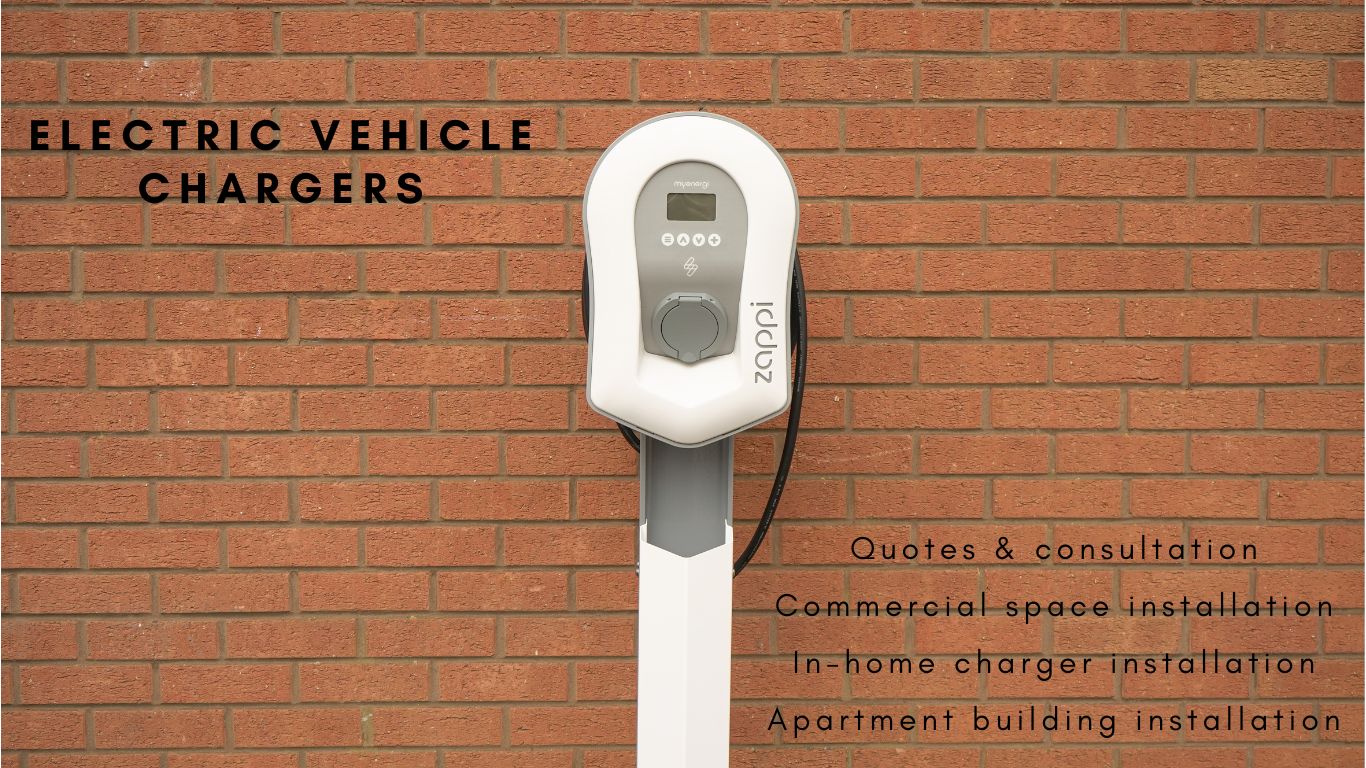 ELECTRIC VEHICLE
CHARGERS
myenergi
zappi
Quotes & consultation
Commercial space installation
In-home charger installation
Apartment building installation